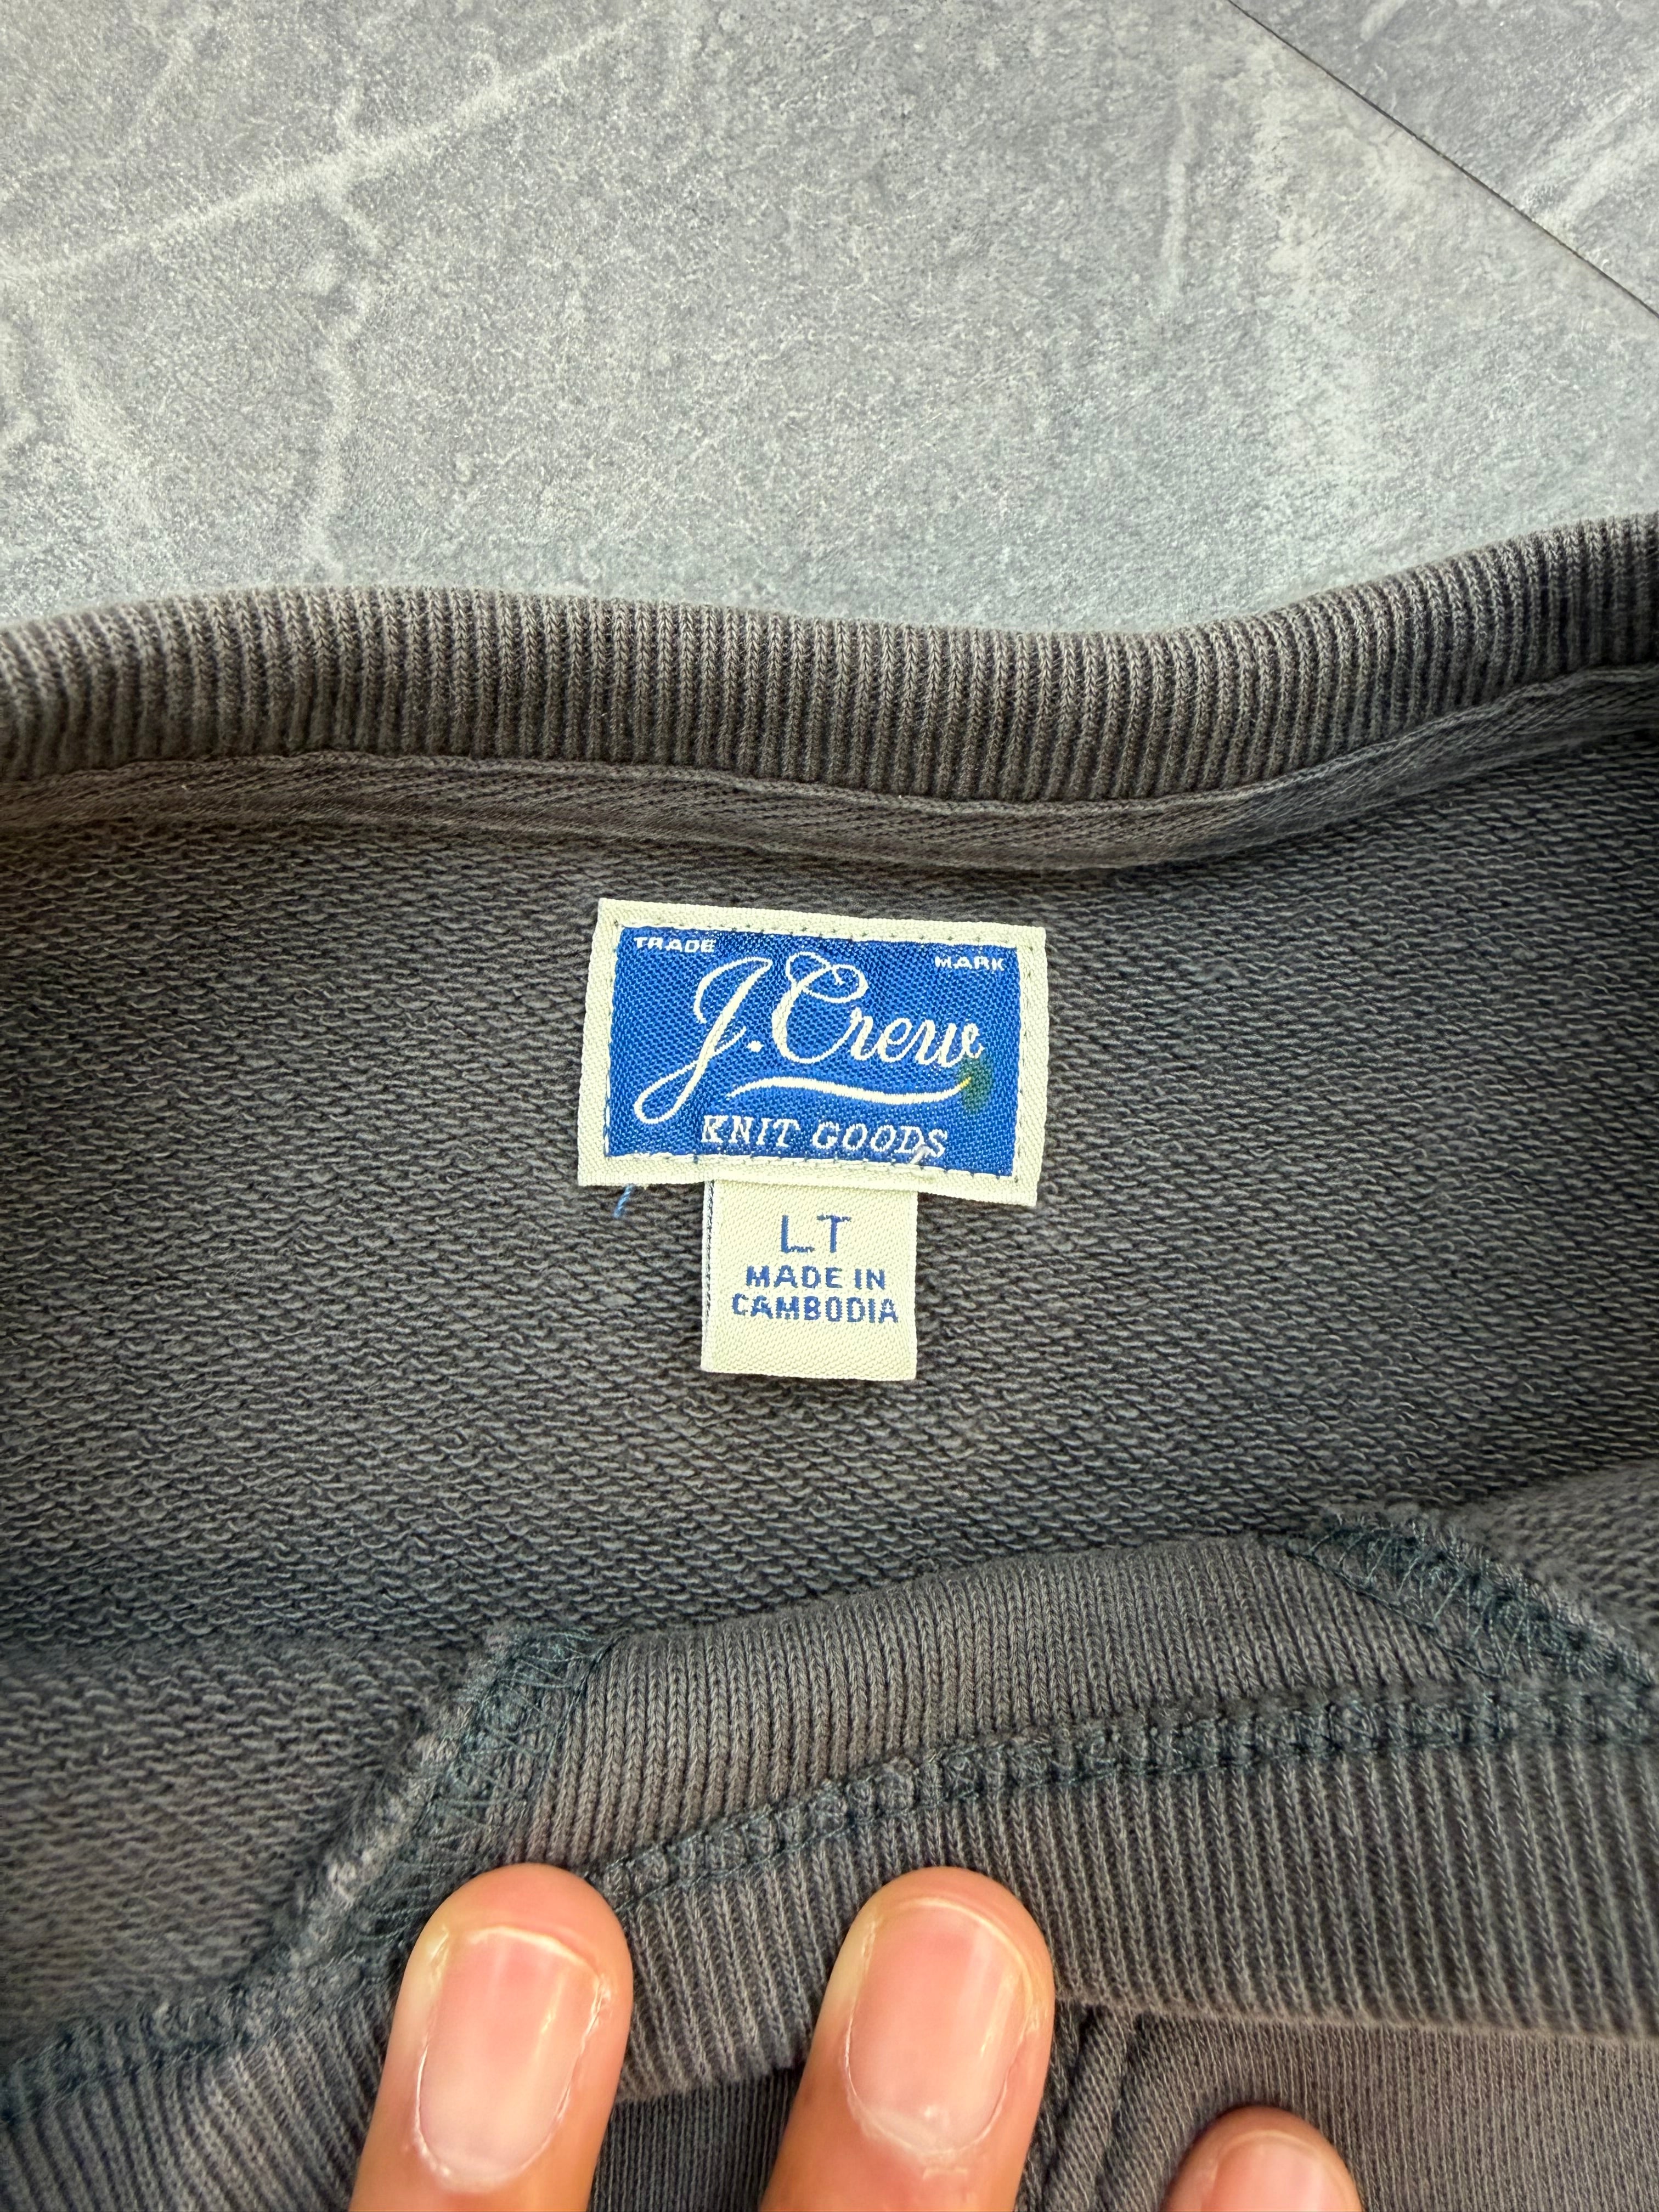 TRADE MARK
J.Crew
KNIT GOODS
LT
MADE IN
CAMBODIA